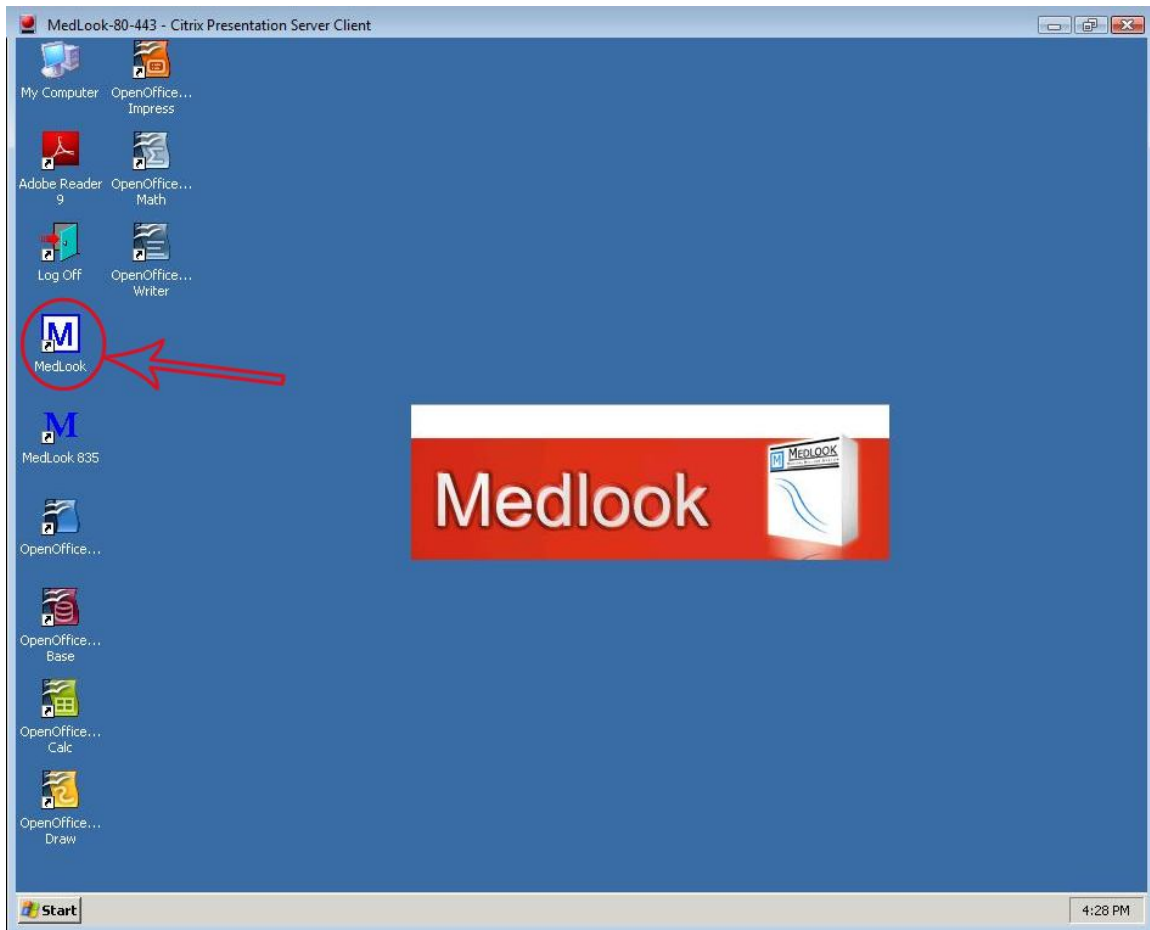 MedLook-80-443 - Citrix Presentation Server Client
My Computer
OpenOffice...
Impress
Adobe Reader
9
OpenOffice...
Math
Log Off
OpenOffice...
Writer
M
MedLook
M
MedLook 835
OpenOffice...
OpenOffice...
Base
OpenOffice...
Calc
OpenOffice...
Draw
Medlook
M MEDLOOK
Start
4:28 PM